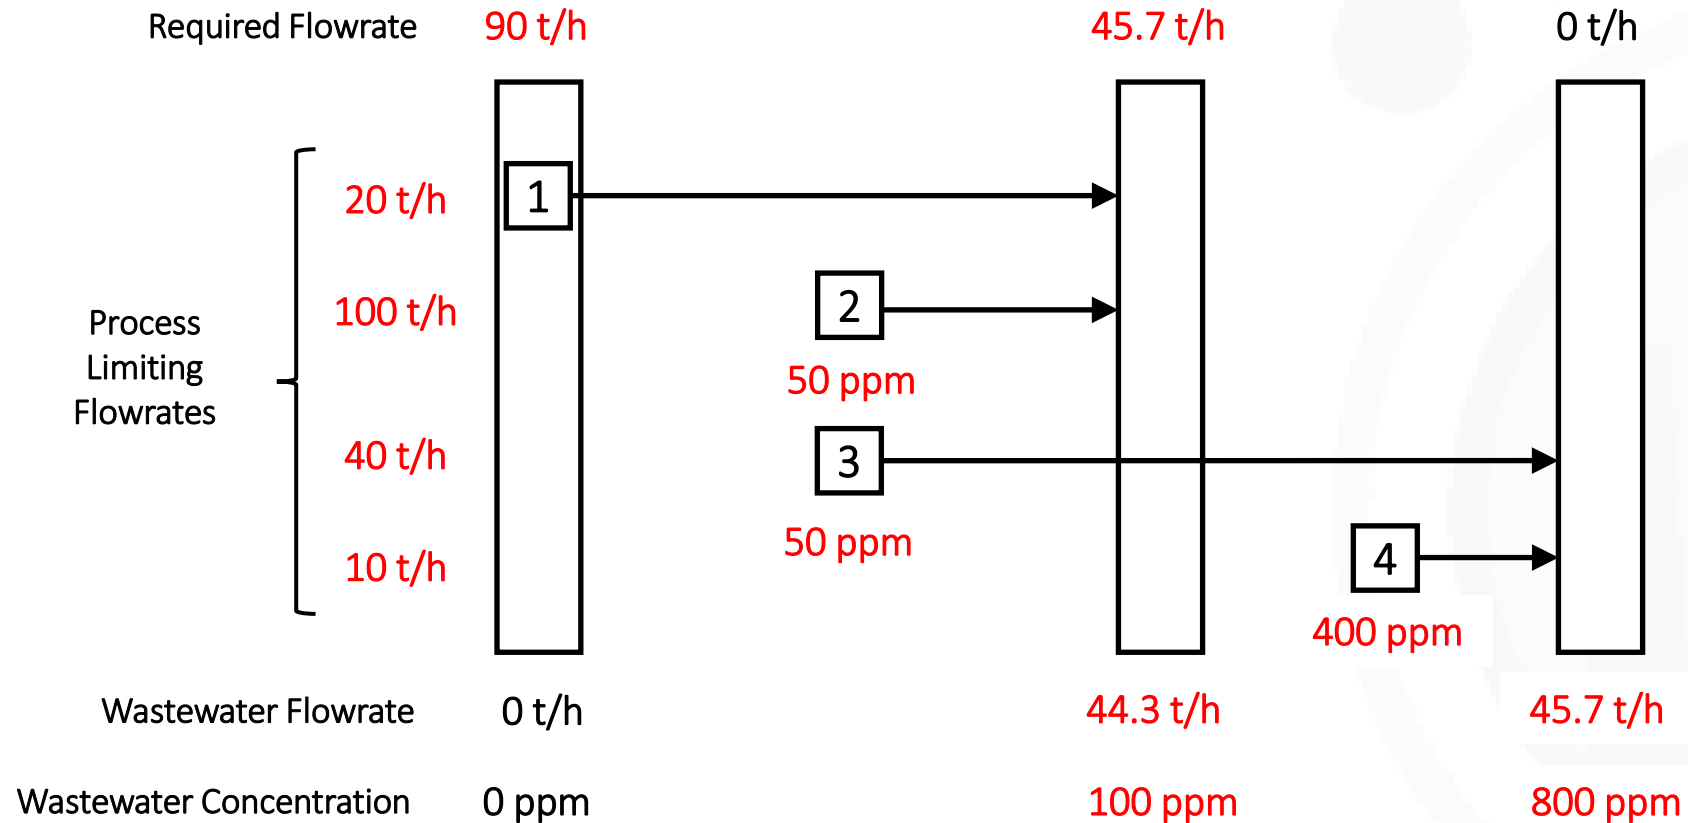 Required Flowrate 90 t/h 45.7 t/h 0 t/h
20 t/h 1
100 t/h 2
Process
Limiting
Flowrates
50 ppm
40 t/h 3
50 ppm
10 t/h 4
400 ppm
Wastewater Flowrate 0 t/h 44.3 t/h 45.7 t/h
Wastewater Concentration 0 ppm 100 ppm 800 ppm